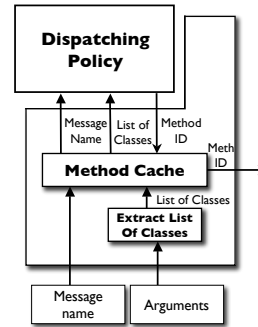 Dispatching
Policy
Message
Name
List of
Classes
Method
ID
Meth
ID
Method Cache
List of Classes
Extract List
Of Classes
Message
name
Arguments